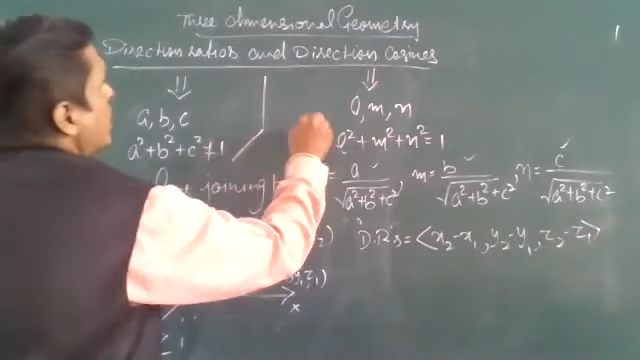 Three dimensional Geometry
Direction ratios and Direction Cosines
⇓ ⇓
a, b, c
l, m, n
a² + b² + c² ≠ 1
l² + m² + n² = 1
= a/√a²+b²+c², m = b/√a²+b²+c², n = c/√a²+b²+c²
joining
D.R's = <x₂-x₁, y₂-y₁, z₂-z₁>
x